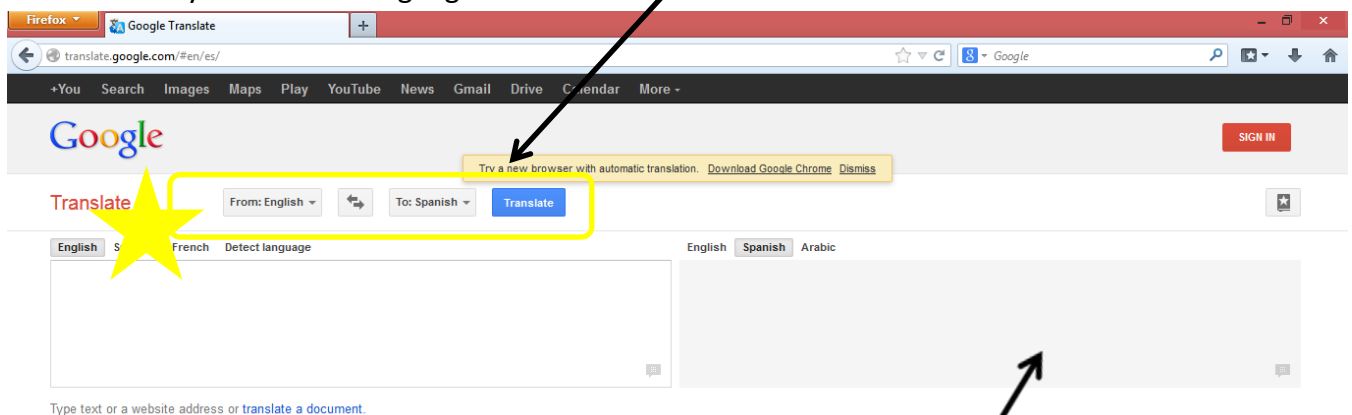 Firefox
Google Translate
translate.google.com/#en/es/
Google
+You Search Images Maps Play YouTube News Gmail Drive Calendar More
Google
SIGN IN
Try a new browser with automatic translation. Download Google Chrome Dismiss
Translate From: English To: Spanish Translate
English French Detect language English Spanish Arabic
Type text or a website address or translate a document.